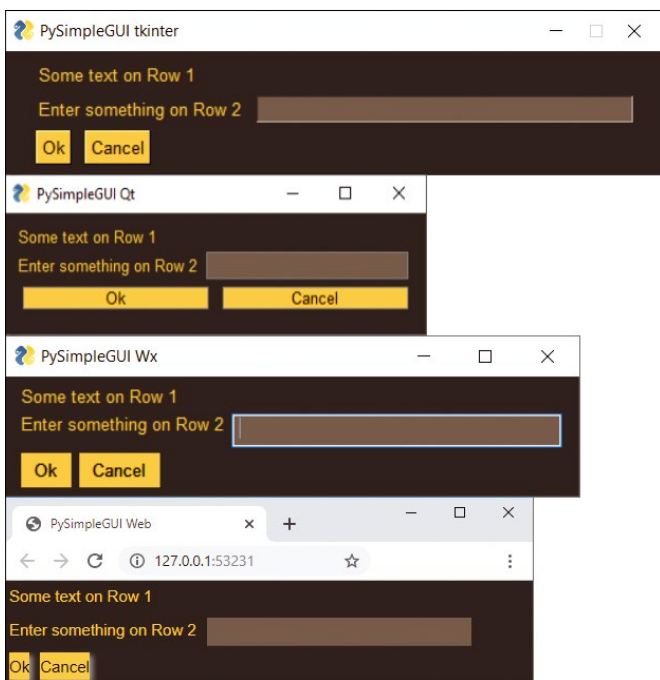 PySimpleGUI tkinter
Some text on Row 1
Enter something on Row 2
Ok Cancel
PySimpleGUI Qt
Some text on Row 1
Enter something on Row 2
Ok Cancel
PySimpleGUI Wx
Some text on Row 1
Enter something on Row 2
Ok Cancel
PySimpleGUI Web
127.0.0.1:53231
Some text on Row 1
Enter something on Row 2
Ok Cancel